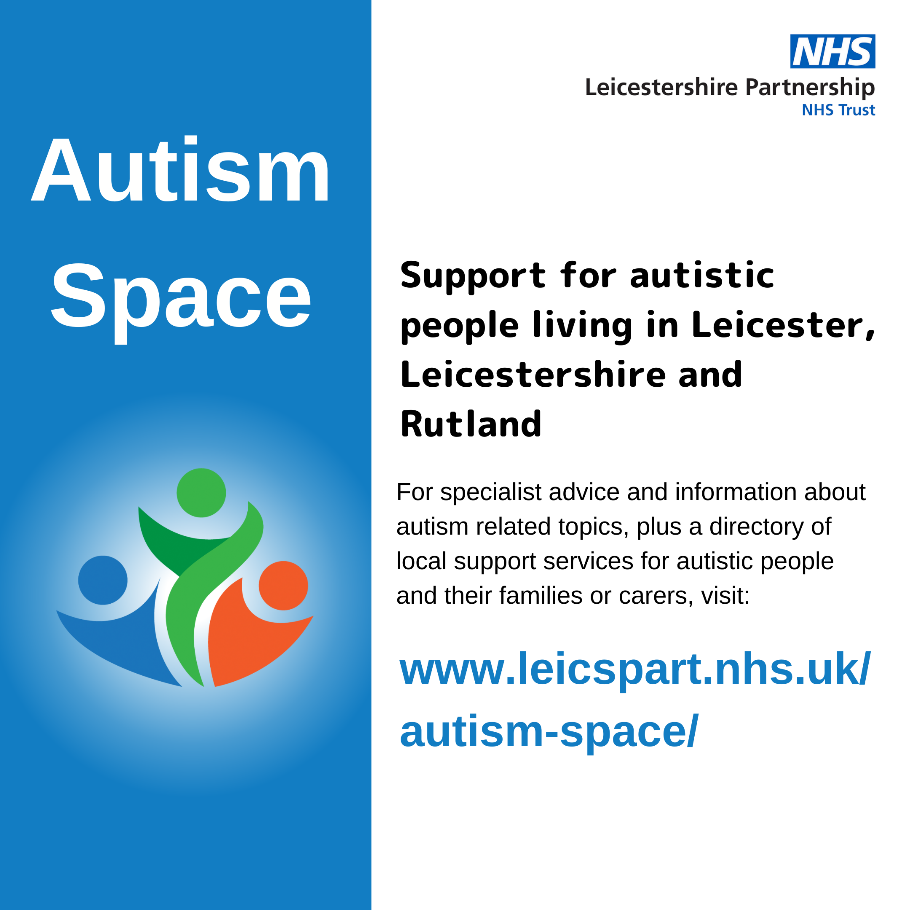 Autism
Space
NHS
Leicestershire Partnership
NHS Trust
Support for autistic
people living in Leicester,
Leicestershire and
Rutland
For specialist advice and information about
autism related topics, plus a directory of
local support services for autistic people
and their families or carers, visit:
www.leicspart.nhs.uk/
autism-space/